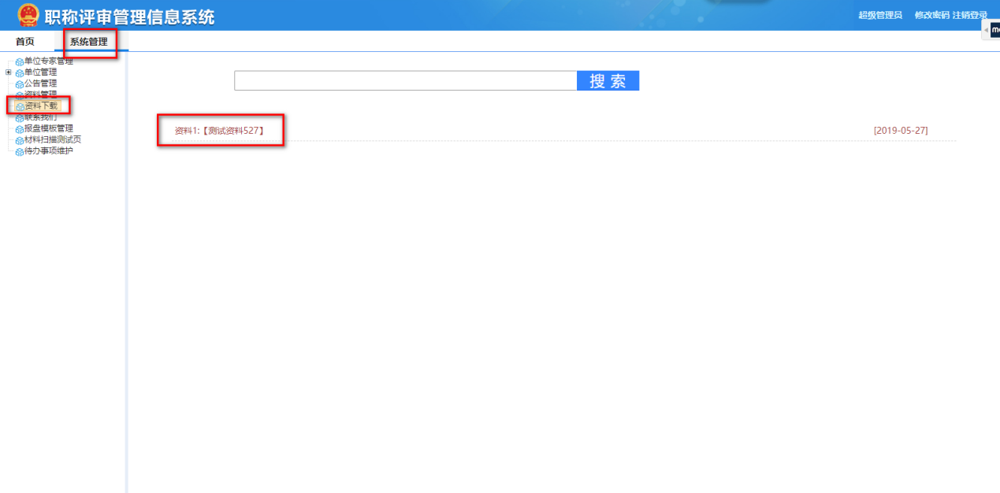 职称评审管理信息系统
超级管理员 修改密码 注销登录
首页 系统管理
单位专家管理
单位管理
公告管理
资料管理
资料下载
联系我们
报盘模板管理
材料扫描测试页
待办事项维护
搜 索
资料1:【测试资料527】 [2019-05-27]